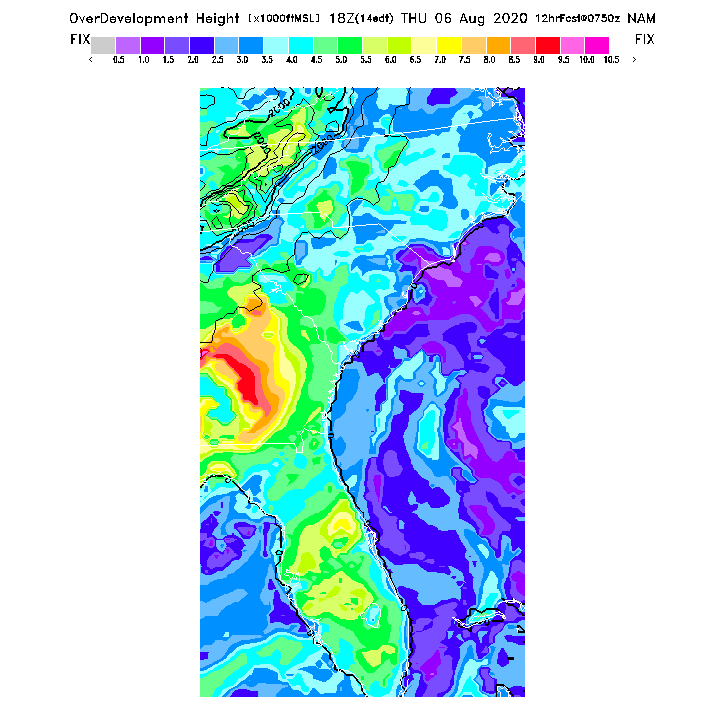 OverDevelopment Height [x1000ftMSL] 18Z(14edt) THU 06 Aug 2020 12hrFcst@0750z NAM
FIX FIX
< 0.5 1.0 1.5 2.0 2.5 3.0 3.5 4.0 4.5 5.0 5.5 6.0 6.5 7.0 7.5 8.0 8.5 9.0 9.5 10.0 10.5 >
2000